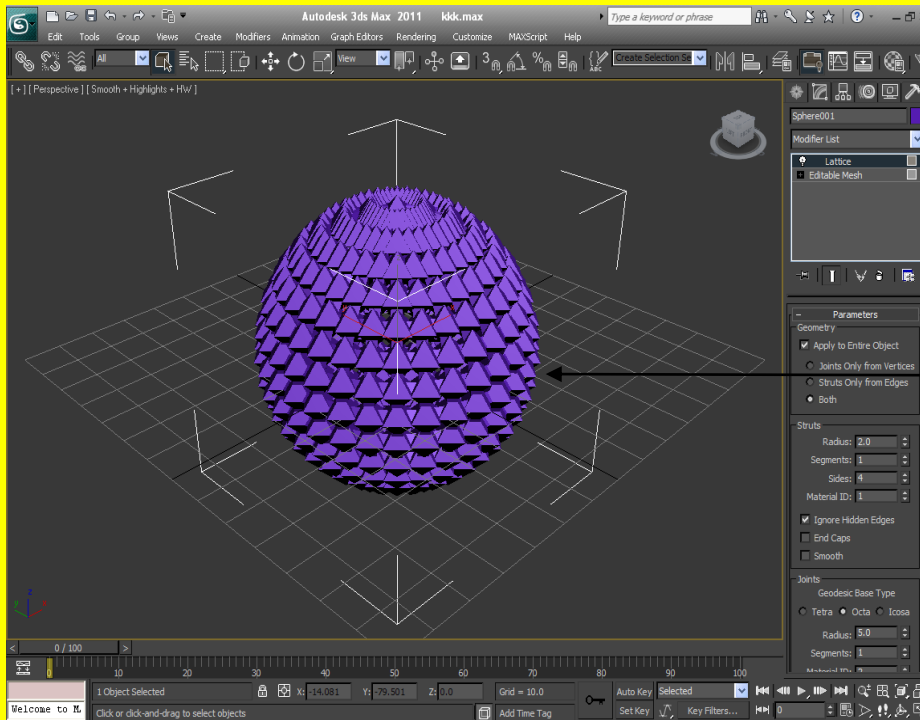 Autodesk 3ds Max 2011 kkk.max
Type a keyword or phrase
Edit Tools Group Views Create Modifiers Animation Graph Editors Rendering Customize MAXScript Help
All View Create Selection Se
[ + ] [ Perspective ] [ Smooth + Highlights + HW ]
Sphere001
Modifier List
Lattice
Editable Mesh
Parameters
Geometry
Apply to Entire Object
Joints Only from Vertices
Struts Only from Edges
Both
Struts
Radius: 2.0
Segments: 1
Sides: 4
Material ID: 1
Ignore Hidden Edges
End Caps
Smooth
Joints
Geodesic Base Type
Tetra Octa Icosa
Radius: 5.0
Segments: 1
Material ID: 2
z
y
< 0 / 100 >
0 10 20 30 40 50 60 70 80 90 100
1 Object Selected X: -14.081 Y: -79.501 Z: 0.0 Grid = 10.0 Auto Key Selected
Welcome to M Click or click-and-drag to select objects Add Time Tag Set Key Key Filters... 0